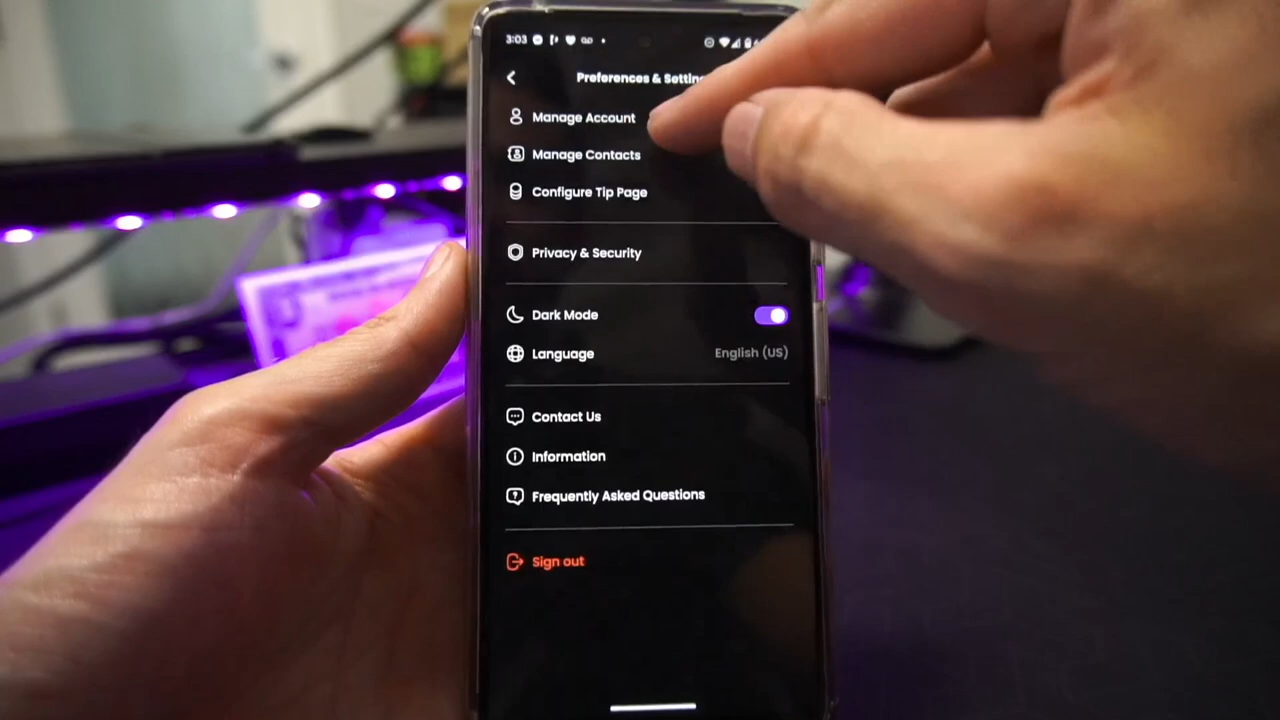 3:03
Preferences & Settin
Manage Account
Manage Contacts
Configure Tip Page
Privacy & Security
Dark Mode
Language English (US)
Contact Us
Information
Frequently Asked Questions
Sign out